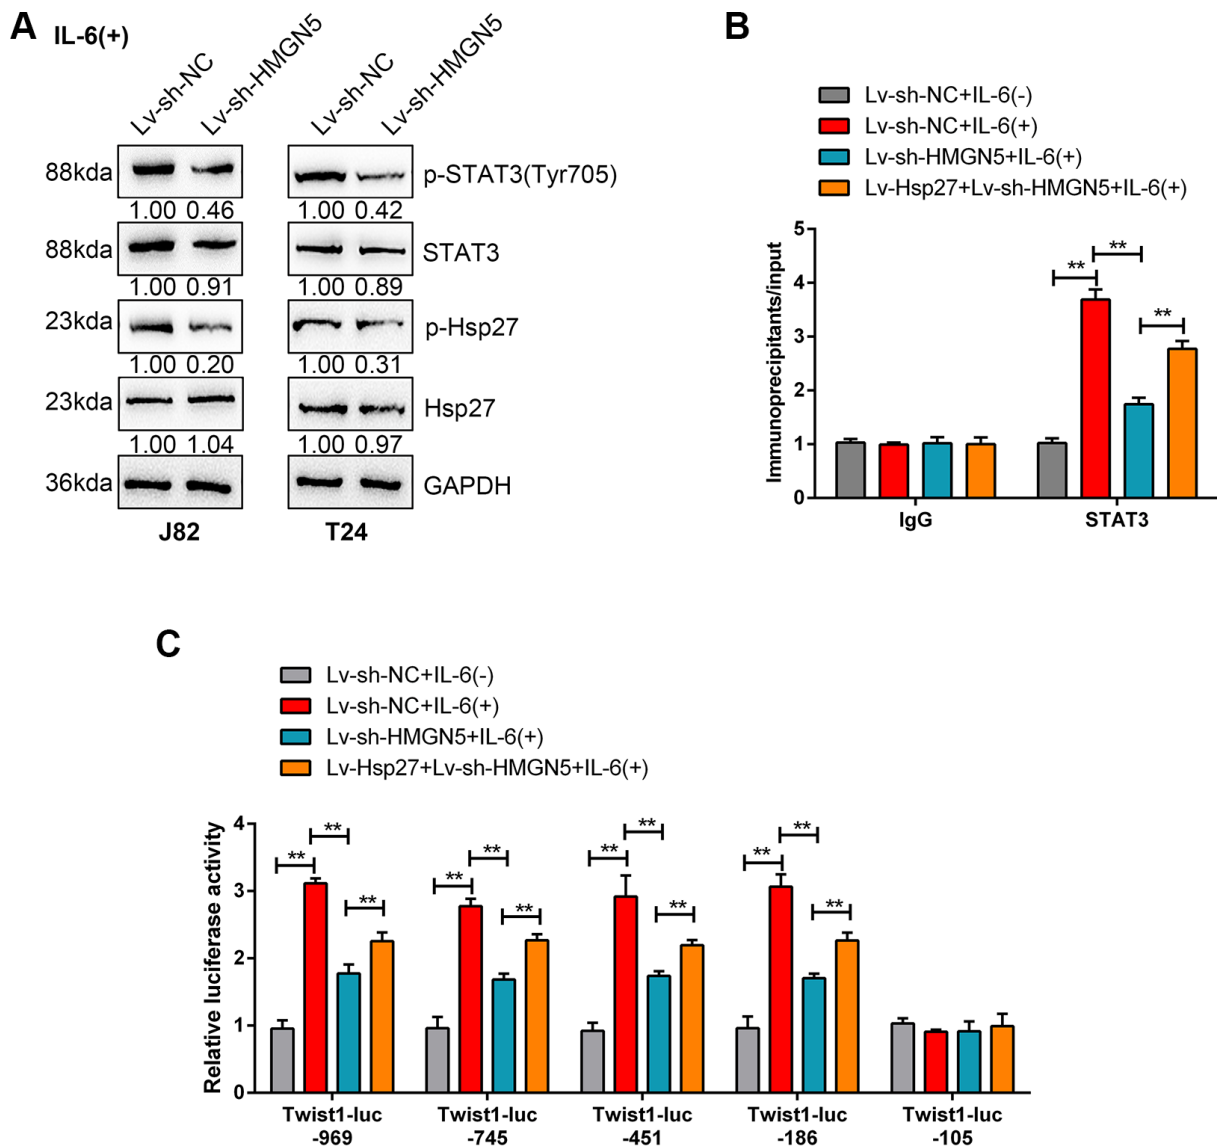 A
IL-6(+)
Lv-sh-NC
Lv-sh-HMGN5
Lv-sh-NC
Lv-sh-HMGN5
88kda
p-STAT3(Tyr705)
1.00 0.46
1.00 0.42
88kda
STAT3
1.00 0.91
1.00 0.89
23kda
p-Hsp27
1.00 0.20
1.00 0.31
23kda
Hsp27
1.00 1.04
1.00 0.97
36kda
GAPDH
J82
T24
B
Lv-sh-NC+IL-6(-)
Lv-sh-NC+IL-6(+)
Lv-sh-HMGN5+IL-6(+)
Lv-Hsp27+Lv-sh-HMGN5+IL-6(+)
Immunoprecipitants/input
5
4
3
2
1
0
**
**
**
IgG
STAT3
C
Lv-sh-NC+IL-6(-)
Lv-sh-NC+IL-6(+)
Lv-sh-HMGN5+IL-6(+)
Lv-Hsp27+Lv-sh-HMGN5+IL-6(+)
Relative luciferase activity
4
3
2
1
0
**
**
**
**
**
**
**
**
**
**
**
**
Twist1-luc
-969
Twist1-luc
-745
Twist1-luc
-451
Twist1-luc
-186
Twist1-luc
-105